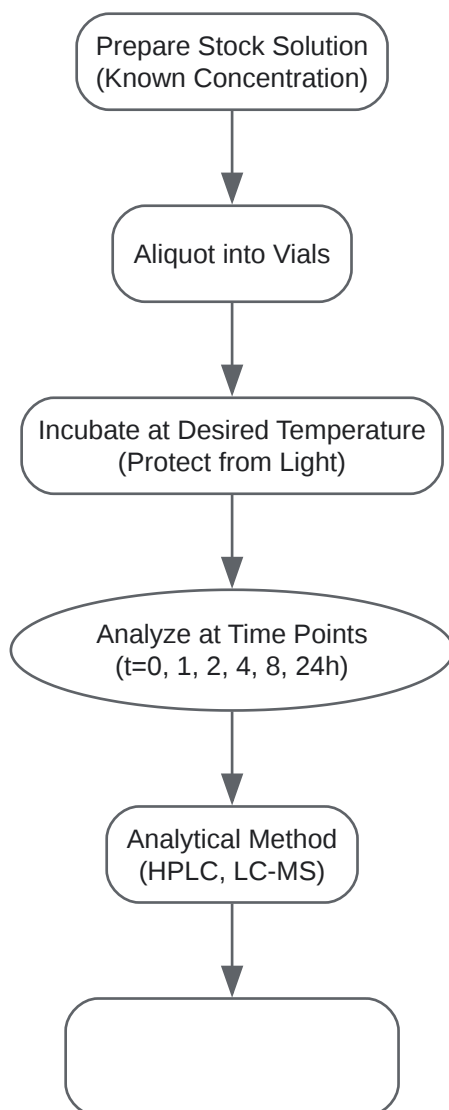 Prepare Stock Solution
(Known Concentration)
Aliquot into Vials
Incubate at Desired Temperature
(Protect from Light)
Analyze at Time Points
(t=0, 1, 2, 4, 8, 24h)
Analytical Method
(HPLC, LC-MS)